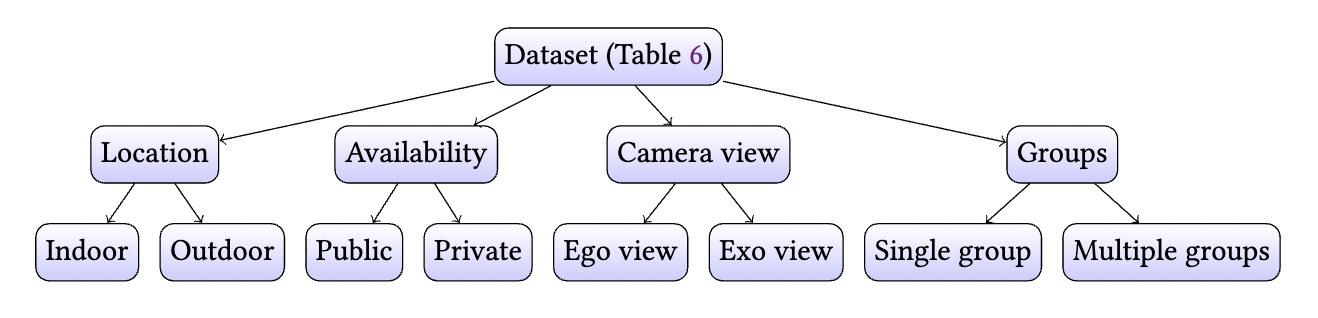 Dataset (Table 6)
Location
Availability
Camera view
Groups
Indoor
Outdoor
Public
Private
Ego view
Exo view
Single group
Multiple groups